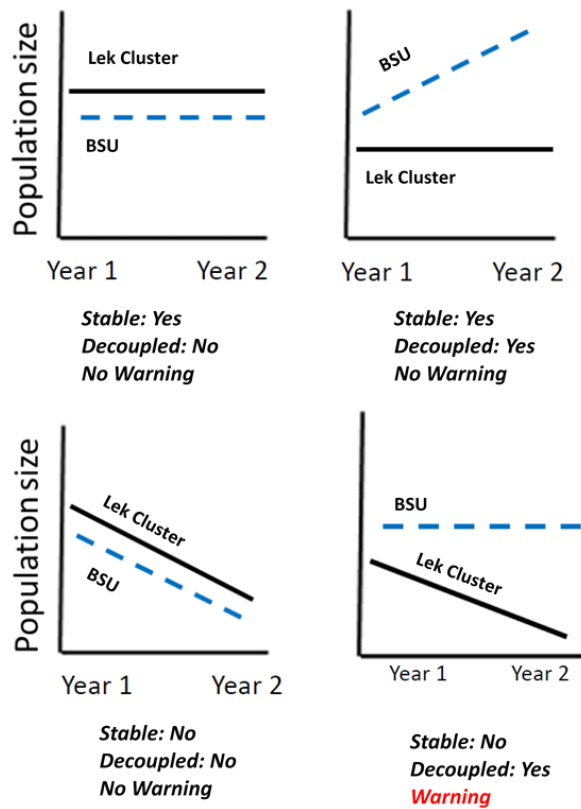 Population size
Lek Cluster
BSU
Year 1 Year 2
Stable: Yes
Decoupled: No
No Warning
BSU
Lek Cluster
Year 1 Year 2
Stable: Yes
Decoupled: Yes
No Warning
Population size
Lek Cluster
BSU
Year 1 Year 2
Stable: No
Decoupled: No
No Warning
BSU
Lek Cluster
Year 1 Year 2
Stable: No
Decoupled: Yes
Warning